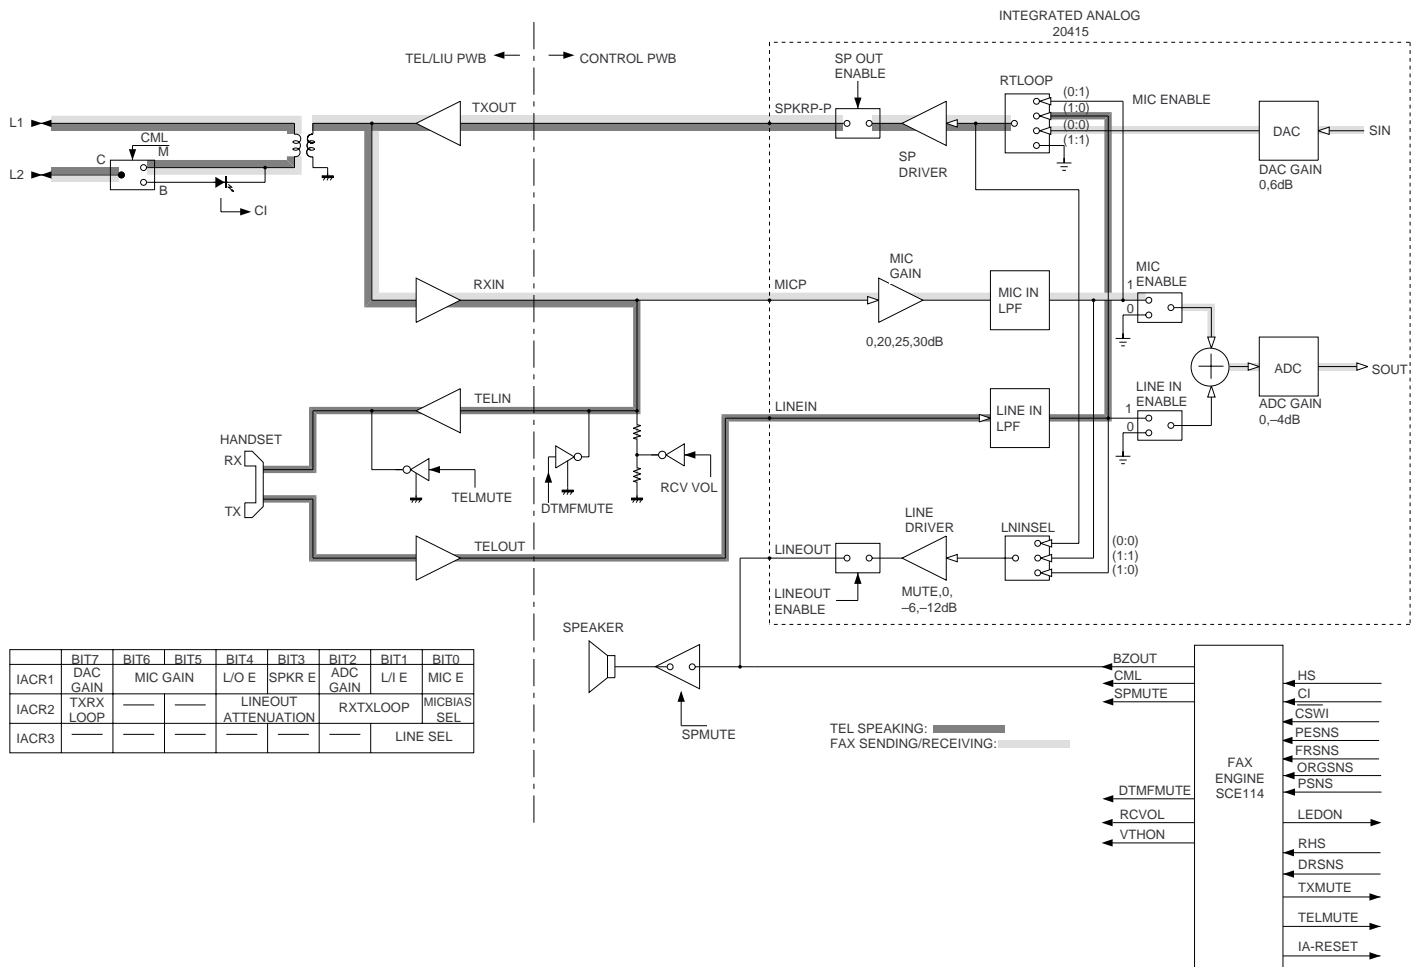 INTEGRATED ANALOG
20415
TEL/LIU PWB
CONTROL PWB
SP OUT
ENABLE
RTLOOP
(0:1)
(1:0)
(0:0)
(1:1)
MIC ENABLE
TXOUT
SPKRP-P
L1
L2
CML
C
M
B
CI
SP
DRIVER
DAC
SIN
DAC GAIN
0,6dB
RXIN
MICP
MIC
GAIN
0,20,25,30dB
MIC IN
LPF
MIC
ENABLE
1
0
ADC
SOUT
ADC GAIN
0,–4dB
TELIN
LINEIN
LINE IN
LPF
LINE IN
ENABLE
1
0
HANDSET
RX
TX
TELMUTE
DTMFMUTE
RCV VOL
TELOUT
LINEOUT
LINE
DRIVER
LNINSEL
(0:0)
(1:1)
(1:0)
LINEOUT
ENABLE
MUTE,0,
–6,–12dB
SPEAKER
SPMUTE
BIT7 BIT6 BIT5 BIT4 BIT3 BIT2 BIT1 BIT0
IACR1 DAC GAIN MIC GAIN L/O E SPKR E ADC GAIN L/I E MIC E
IACR2 TXRX LOOP LINEOUT ATTENUATION RXTXLOOP MICBIAS SEL
IACR3 LINE SEL
TEL SPEAKING:
FAX SENDING/RECEIVING:
BZOUT
CML
SPMUTE
DTMFMUTE
RCVOL
VTHON
FAX
ENGINE
SCE114
HS
CI
CSWI
PESNS
FRSNS
ORGSNS
PSNS
LEDON
RHS
DRSNS
TXMUTE
TELMUTE
IA-RESET